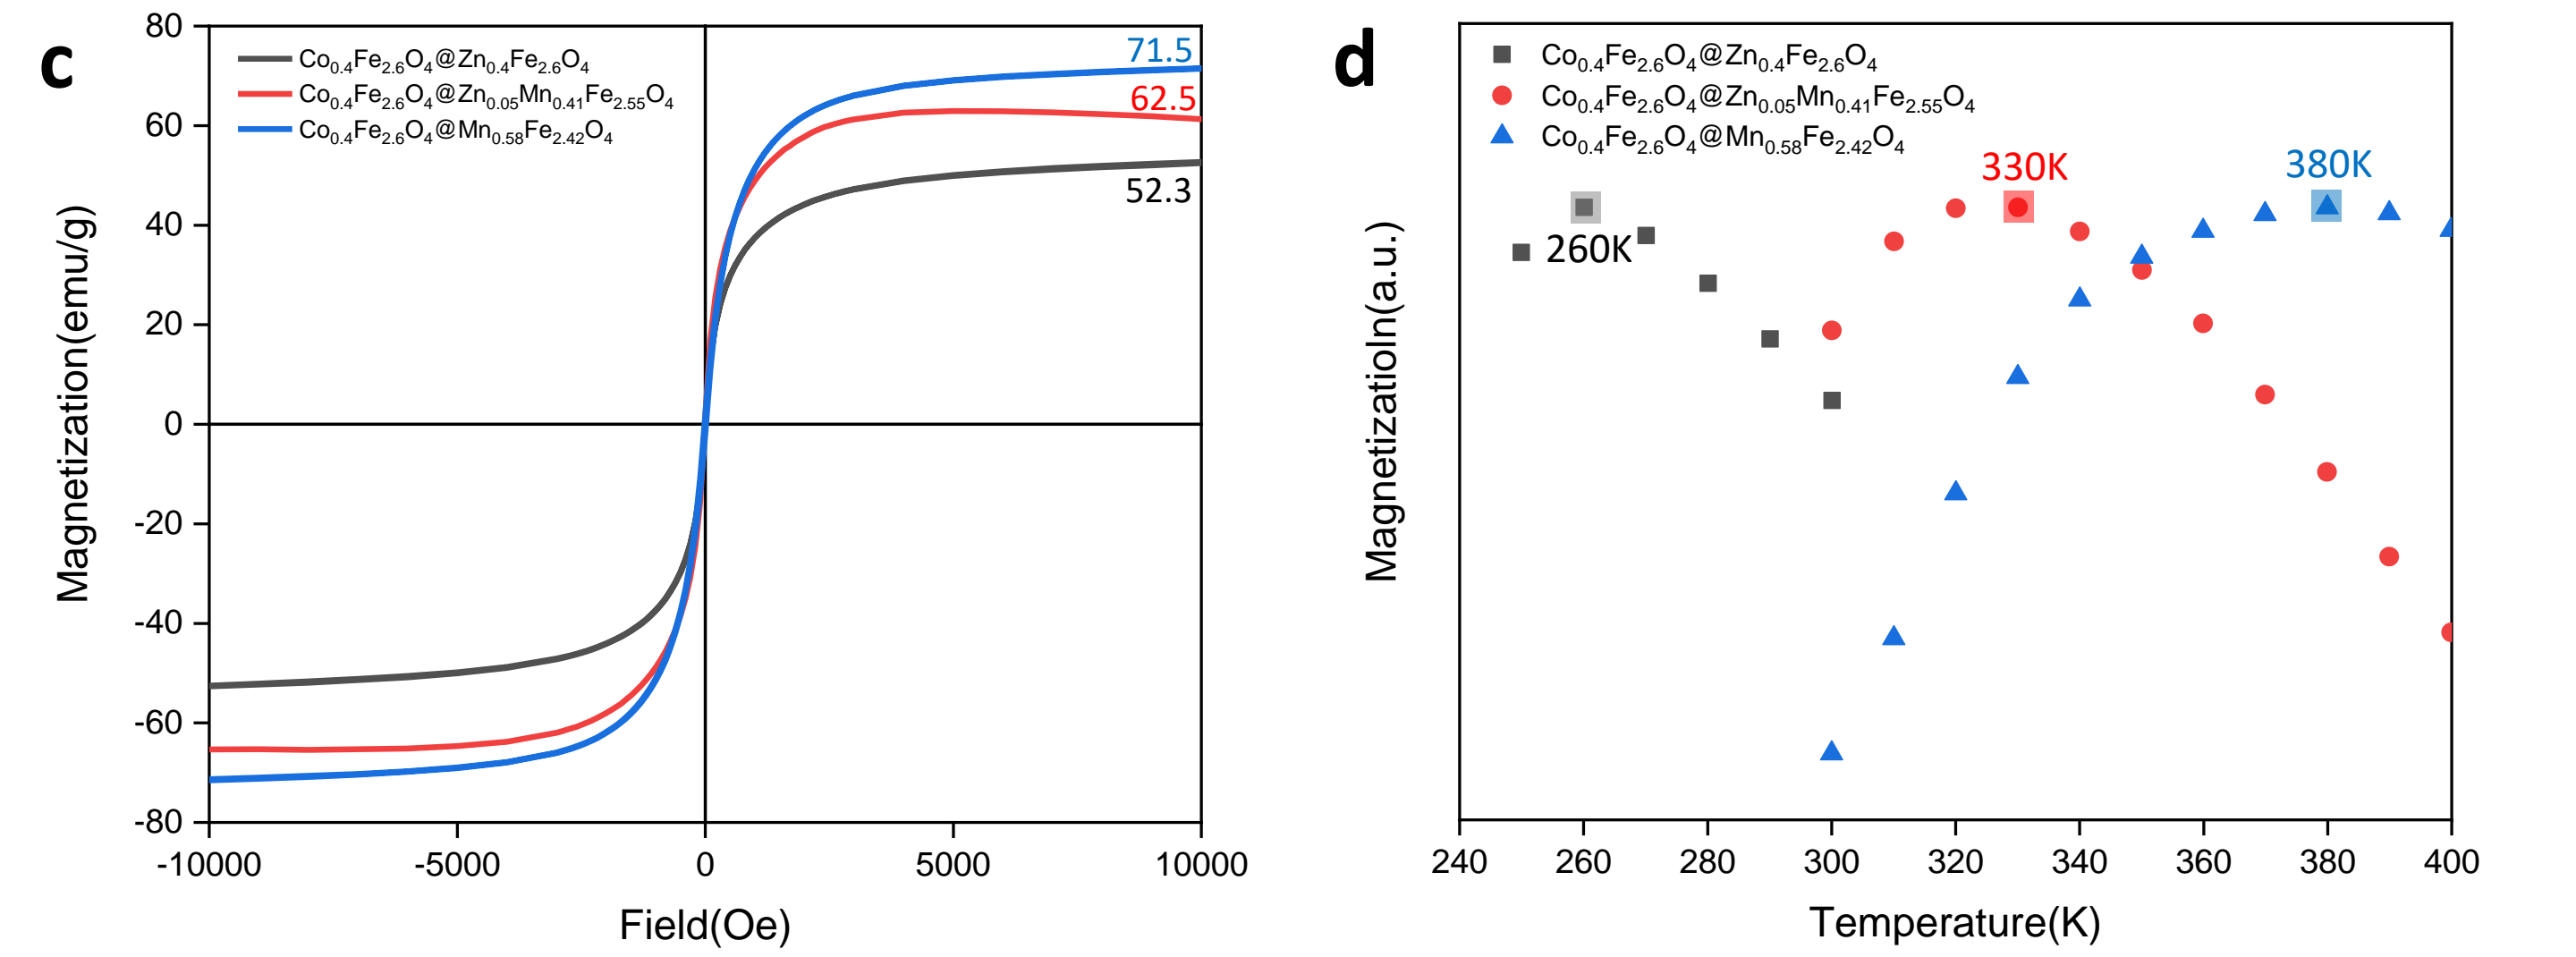 c
80
60
40
20
0
-20
-40
-60
-80
Magnetization(emu/g)
Co0.4Fe2.6O4@Zn0.4Fe2.6O4
Co0.4Fe2.6O4@Zn0.05Mn0.41Fe2.55O4
Co0.4Fe2.6O4@Mn0.58Fe2.42O4
71.5
62.5
52.3
-10000 -5000 0 5000 10000
Field(Oe)
d
Magnetizatioln(a.u.)
Co0.4Fe2.6O4@Zn0.4Fe2.6O4
Co0.4Fe2.6O4@Zn0.05Mn0.41Fe2.55O4
Co0.4Fe2.6O4@Mn0.58Fe2.42O4
330K
380K
260K
240 260 280 300 320 340 360 380 400
Temperature(K)